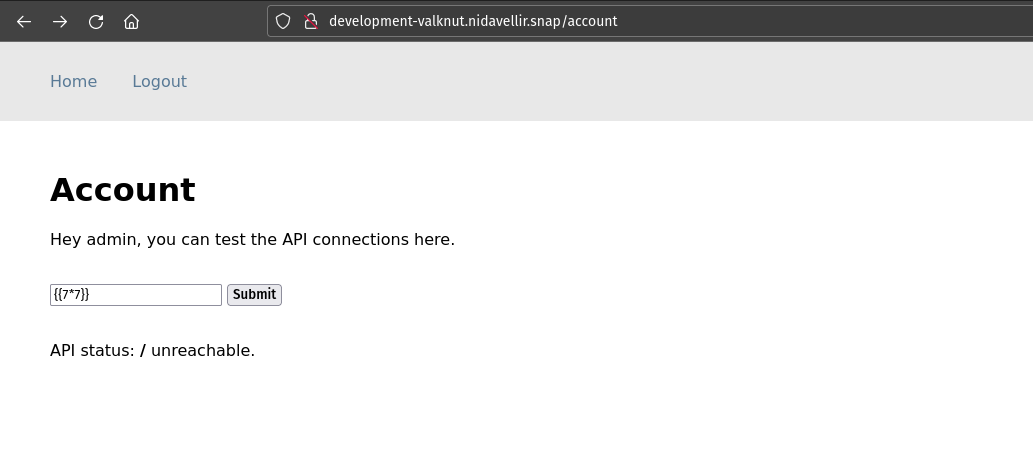 development-valknut.nidavellir.snap/account
Home Logout
Account
Hey admin, you can test the API connections here.
{{7*7}} Submit
API status: / unreachable.